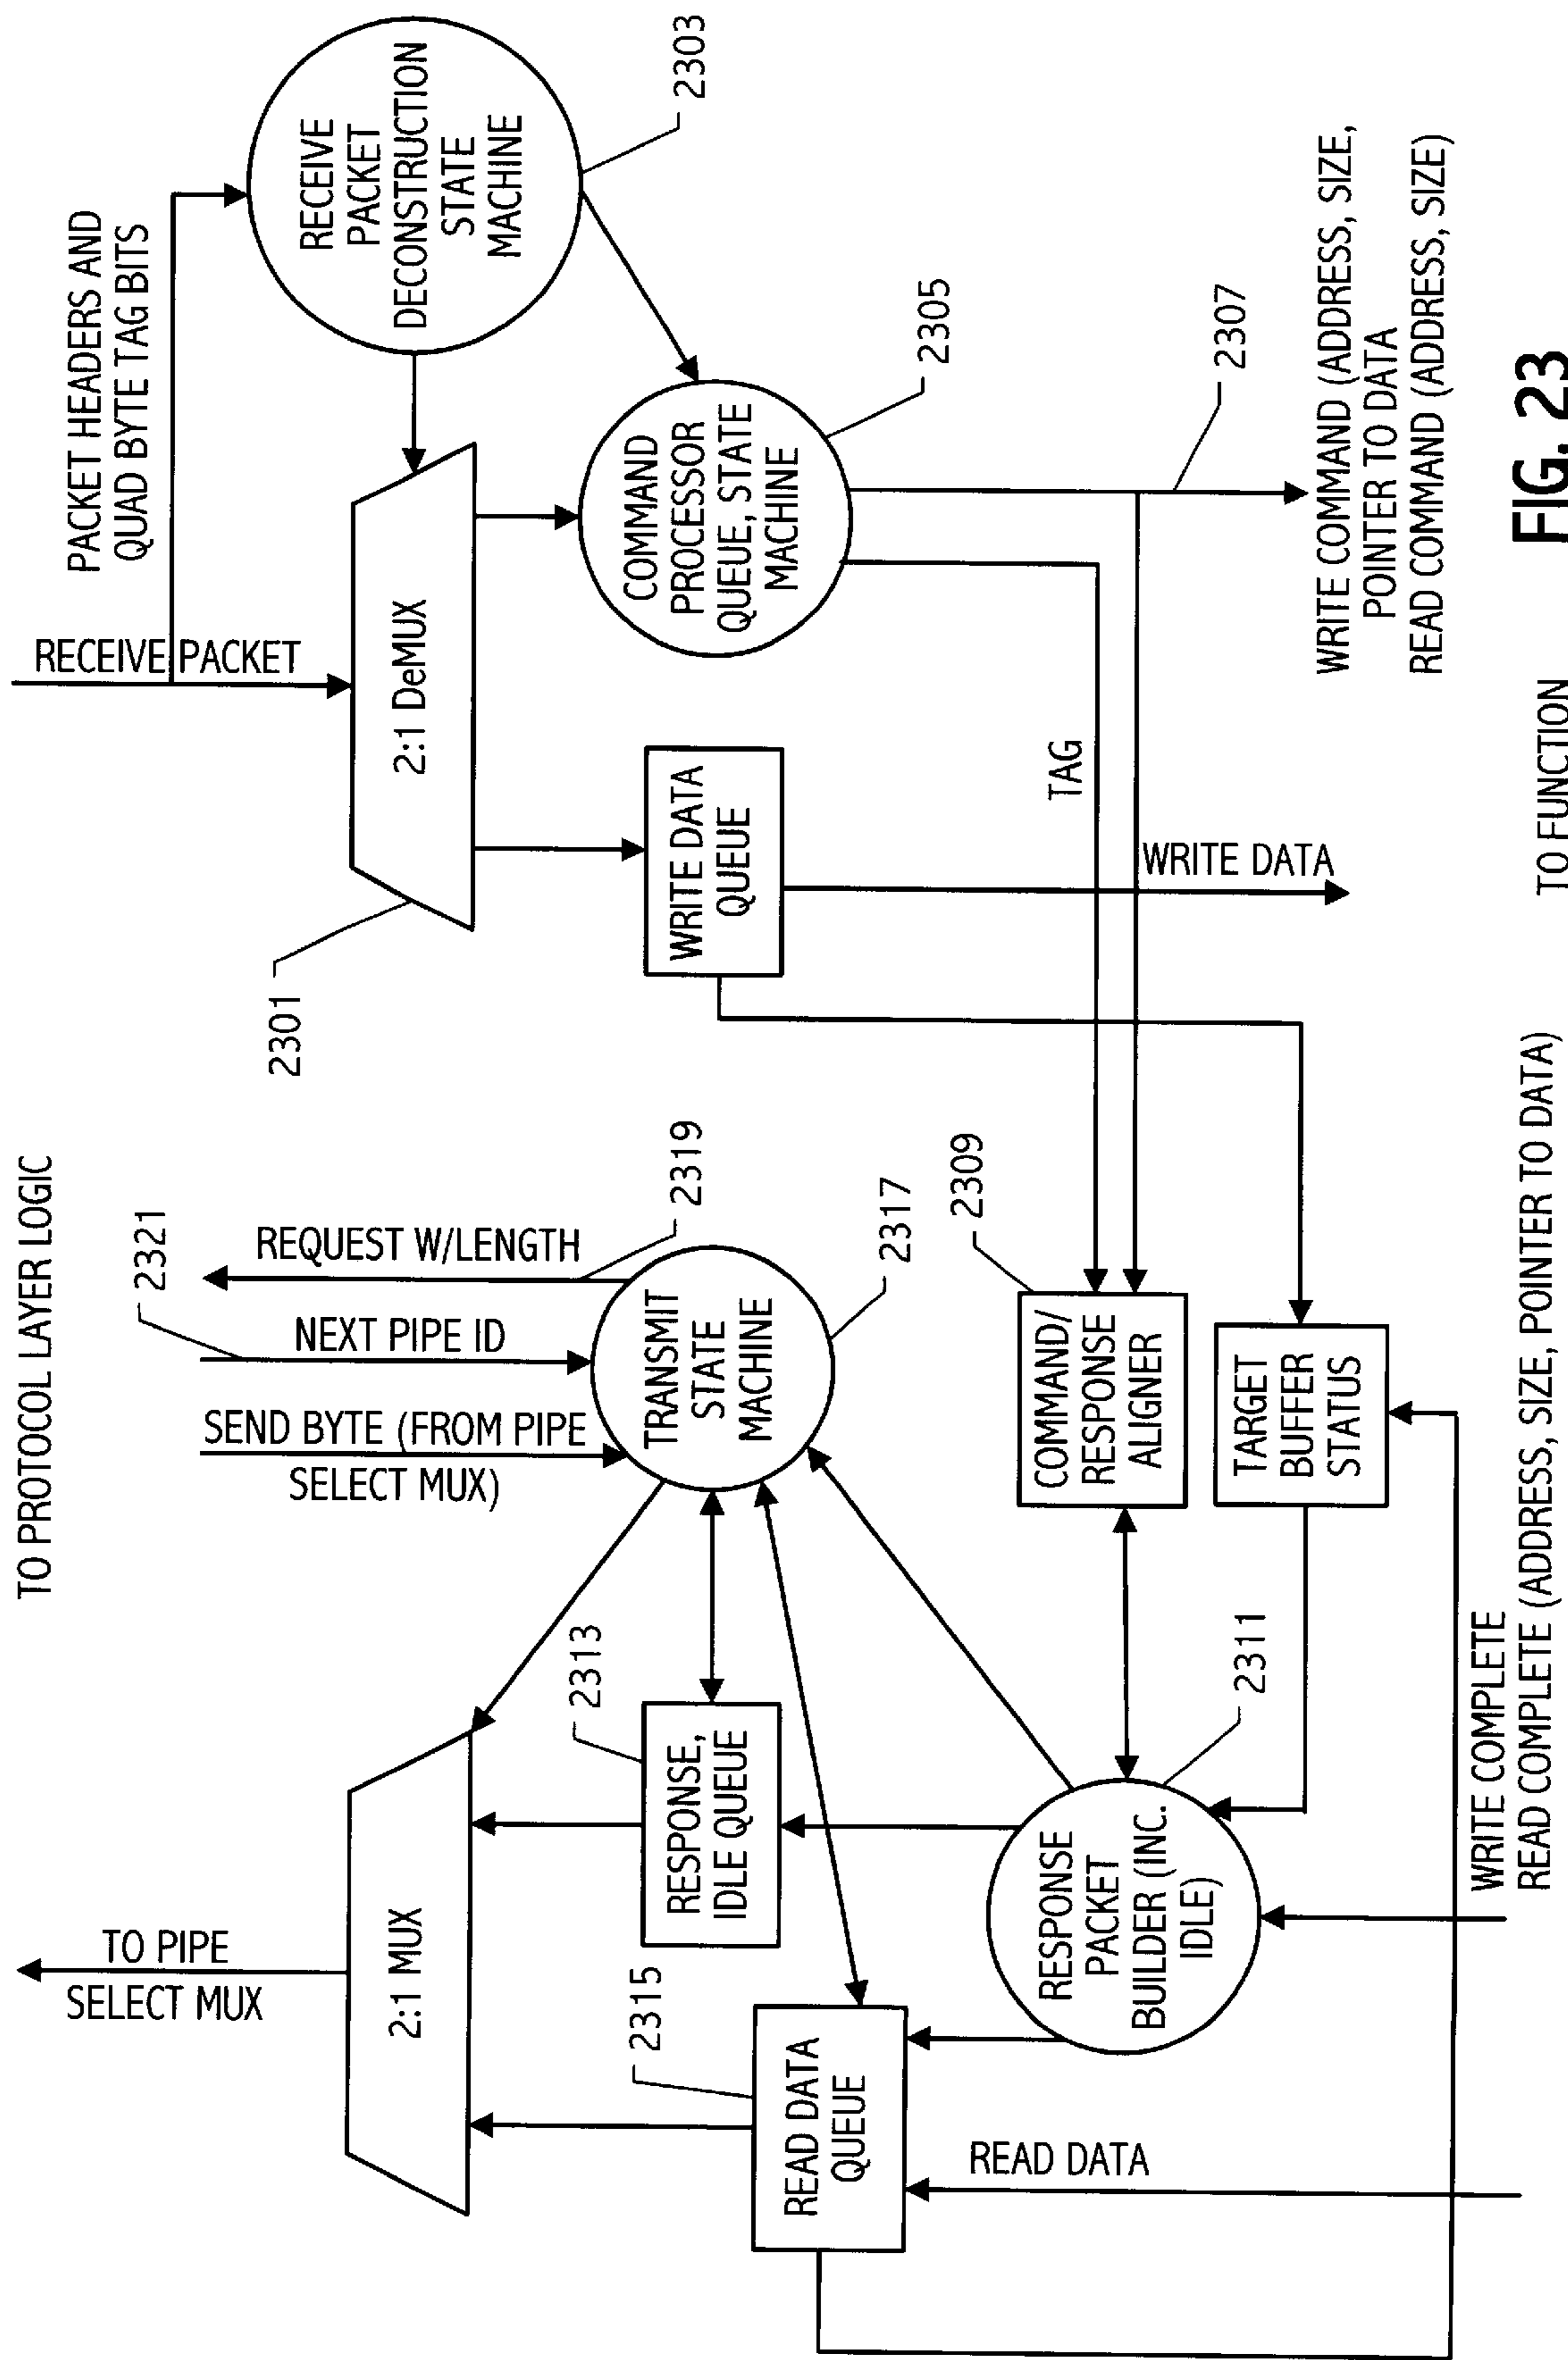 TO PROTOCOL LAYER LOGIC
TO PIPE
SELECT MUX
2:1 MUX
2315
READ DATA
QUEUE
READ DATA
2313
RESPONSE,
IDLE QUEUE
RESPONSE
PACKET
BUILDER (INC.
IDLE)
2311
SEND BYTE (FROM PIPE
SELECT MUX)
NEXT PIPE ID
2321
REQUEST W/LENGTH
2319
TRANSMIT
STATE
MACHINE
2317
2309
COMMAND/
RESPONSE
ALIGNER
TARGET
BUFFER
STATUS
WRITE COMPLETE
READ COMPLETE (ADDRESS, SIZE, POINTER TO DATA)
RECEIVE PACKET
PACKET HEADERS AND
QUAD BYTE TAG BITS
RECEIVE
PACKET
DECONSTRUCTION
STATE
MACHINE
2303
2301
2:1 DeMUX
WRITE DATA
QUEUE
COMMAND
PROCESSOR
QUEUE, STATE
MACHINE
2305
TAG
WRITE DATA
2307
WRITE COMMAND (ADDRESS, SIZE,
POINTER TO DATA
READ COMMAND (ADDRESS, SIZE)
TO FUNCTION
FIG. 23